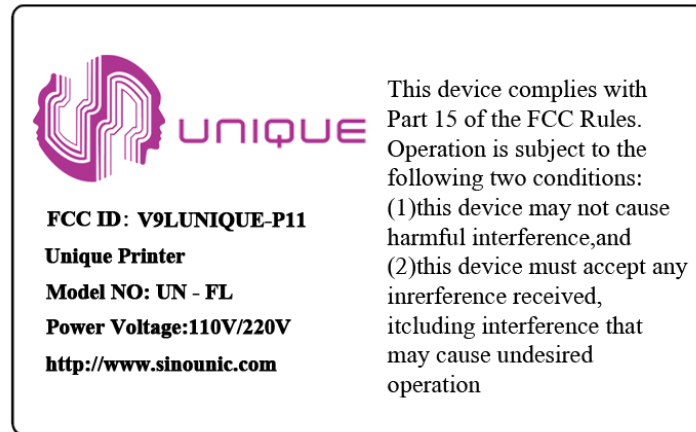 UNIQUE
FCC ID: V9LUNIQUE-P11
Unique Printer
Model NO: UN - FL
Power Voltage:110V/220V
http://www.sinounic.com
This device complies with
Part 15 of the FCC Rules.
Operation is subject to the
following two conditions:
(1)this device may not cause
harmful interference,and
(2)this device must accept any
inrerference received,
itcluding interference that
may cause undesired
operation